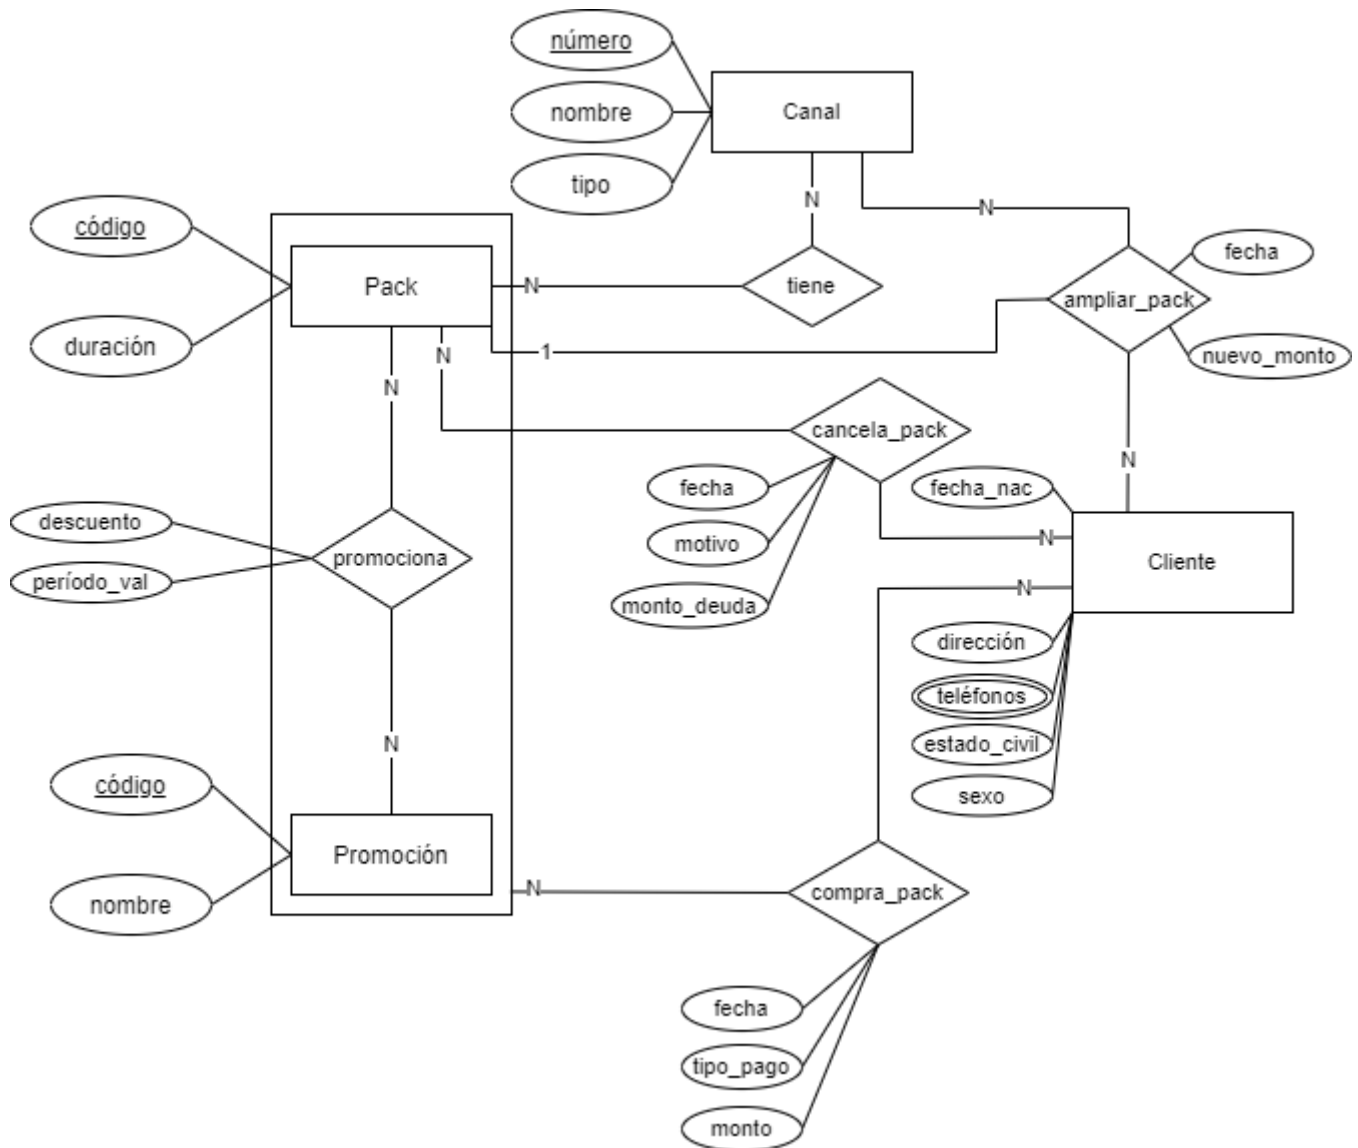 número
Canal
nombre
tipo
N
N
código
fecha
Pack
N
tiene
ampliar_pack
duración
1
N
nuevo_monto
N
cancela_pack
N
fecha
fecha_nac
descuento
motivo
N
promociona
Cliente
período_val
N
monto_deuda
dirección
teléfonos
N
estado_civil
código
sexo
Promoción
N
compra_pack
nombre
fecha
tipo_pago
monto